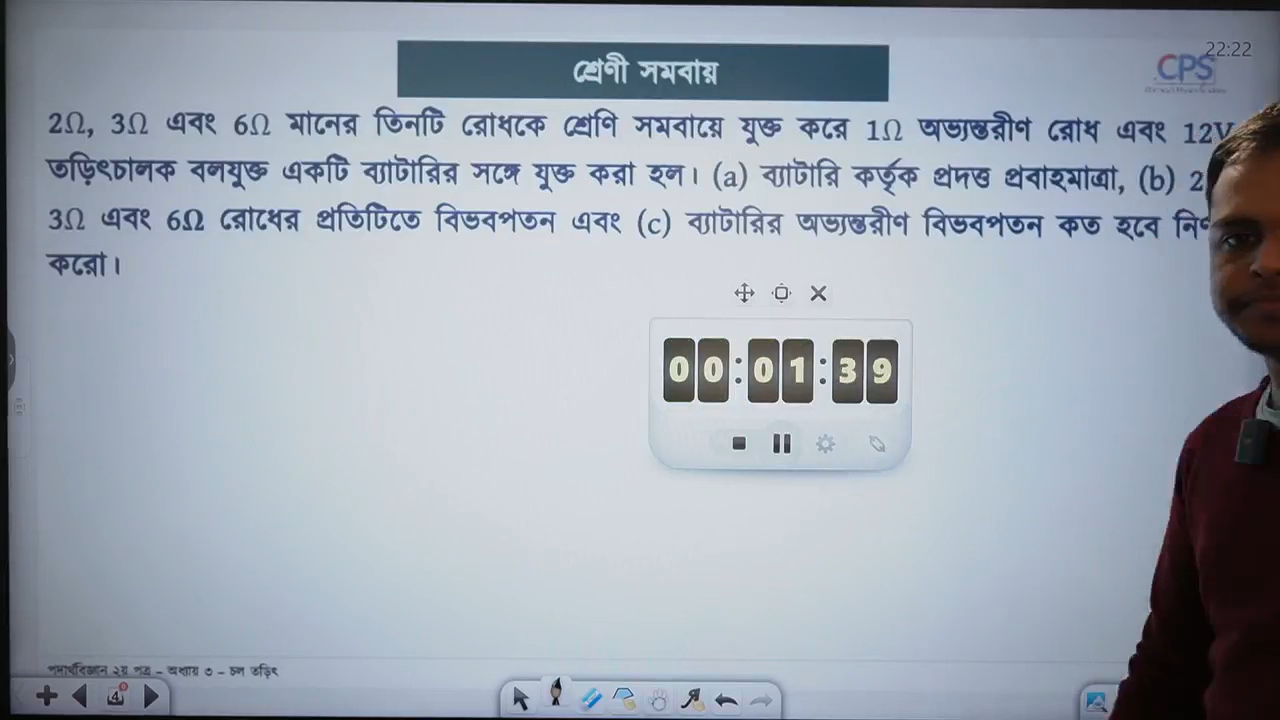 22:22
শ্রেণী সমবায়
CPS
2Ω, 3Ω এবং 6Ω মানের তিনটি রোধকে শ্রেণি সমবায়ে যুক্ত করে 1Ω অভ্যন্তরীণ রোধ এবং 12V
তড়িৎচালক বলযুক্ত একটি ব্যাটারির সঙ্গে যুক্ত করা হল। (a) ব্যাটারি কর্তৃক প্রদত্ত প্রবাহমাত্রা, (b) 2
3Ω এবং 6Ω রোধের প্রতিটিতে বিভবপতন এবং (c) ব্যাটারির অভ্যন্তরীণ বিভবপতন কত হবে
করো।
00:01:39
পদার্থবিজ্ঞান ২য় পত্র – অধ্যায় ৩ – চল তড়িৎ
4